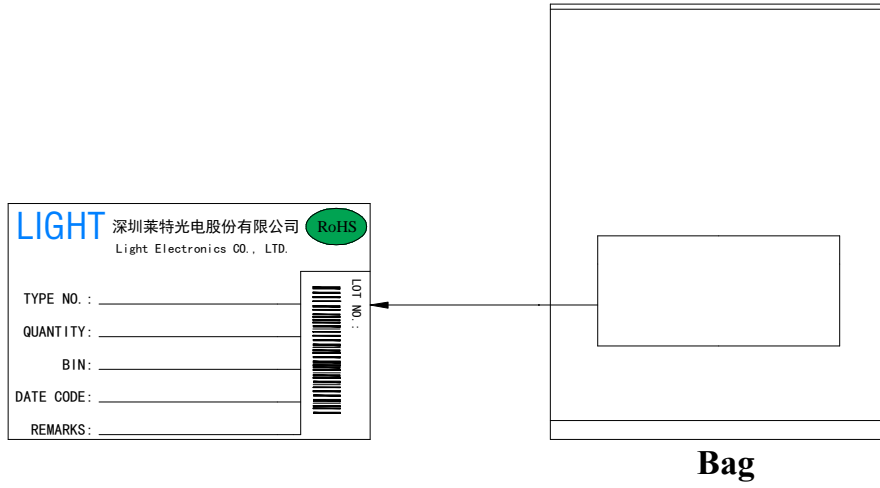 LIGHT 深圳莱特光电股份有限公司 RoHS
Light Electronics CO., LTD.
LOT NO.:
TYPE NO.:
QUANTITY:
BIN:
DATE CODE:
REMARKS:
Bag